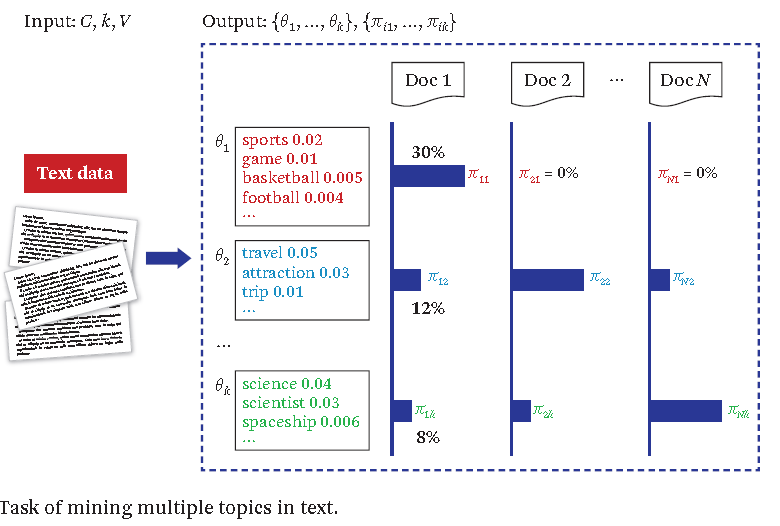 Input: C, k, V
Output: {θ1, ..., θk}, {πi1, ..., πik}
Doc 1
Doc 2
...
Doc N
Text data
θ1
sports 0.02
game 0.01
basketball 0.005
football 0.004
...
30%
π11
π21 = 0%
πN1 = 0%
θ2
travel 0.05
attraction 0.03
trip 0.01
...
π12
12%
π22
πN2
...
θk
science 0.04
scientist 0.03
spaceship 0.006
...
π1k
8%
π2k
πNk
Task of mining multiple topics in text.